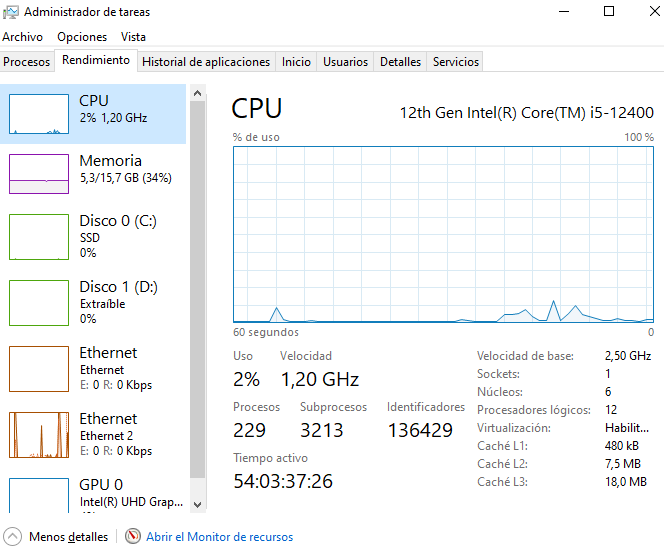 Administrador de tareas
Archivo Opciones Vista
Procesos Rendimiento Historial de aplicaciones Inicio Usuarios Detalles Servicios
CPU
2% 1,20 GHz
Memoria
5,3/15,7 GB (34%)
Disco 0 (C:)
SSD
0%
Disco 1 (D:)
Extraíble
0%
Ethernet
Ethernet
E: 0 R: 0 Kbps
Ethernet
Ethernet 2
E: 0 R: 0 Kbps
GPU 0
Intel(R) UHD Grap...
CPU 12th Gen Intel(R) Core(TM) i5-12400
% de uso 100 %
60 segundos 0
Uso Velocidad
2% 1,20 GHz
Procesos Subprocesos Identificadores
229 3213 136429
Tiempo activo
54:03:37:26
Velocidad de base: 2,50 GHz
Sockets: 1
Núcleos: 6
Procesadores lógicos: 12
Virtualización: Habilit...
Caché L1: 480 kB
Caché L2: 7,5 MB
Caché L3: 18,0 MB
Menos detalles Abrir el Monitor de recursos